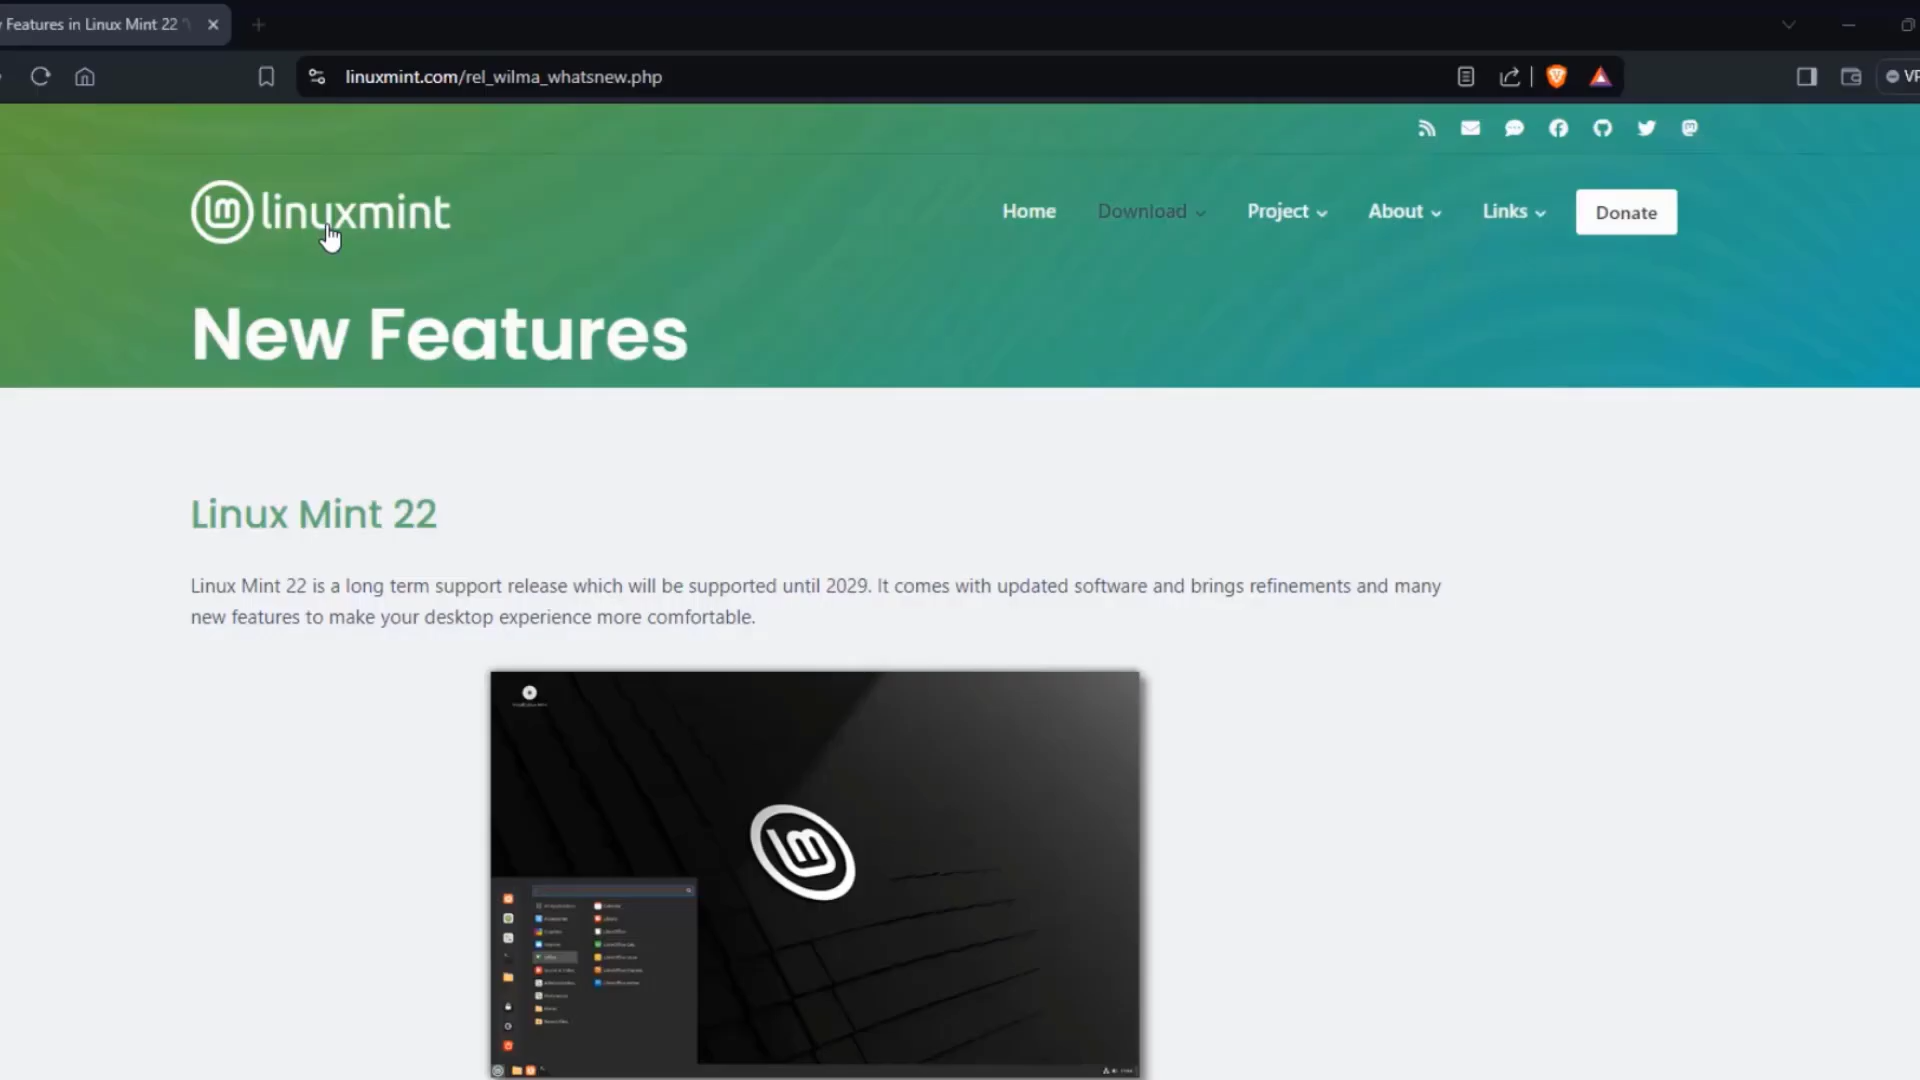 Features in Linux Mint 22
linuxmint.com/rel_wilma_whatsnew.php
linuxmint
Home
Download
Project
About
Links
Donate
New Features
Linux Mint 22
Linux Mint 22 is a long term support release which will be supported until 2029. It comes with updated software and brings refinements and many
new features to make your desktop experience more comfortable.